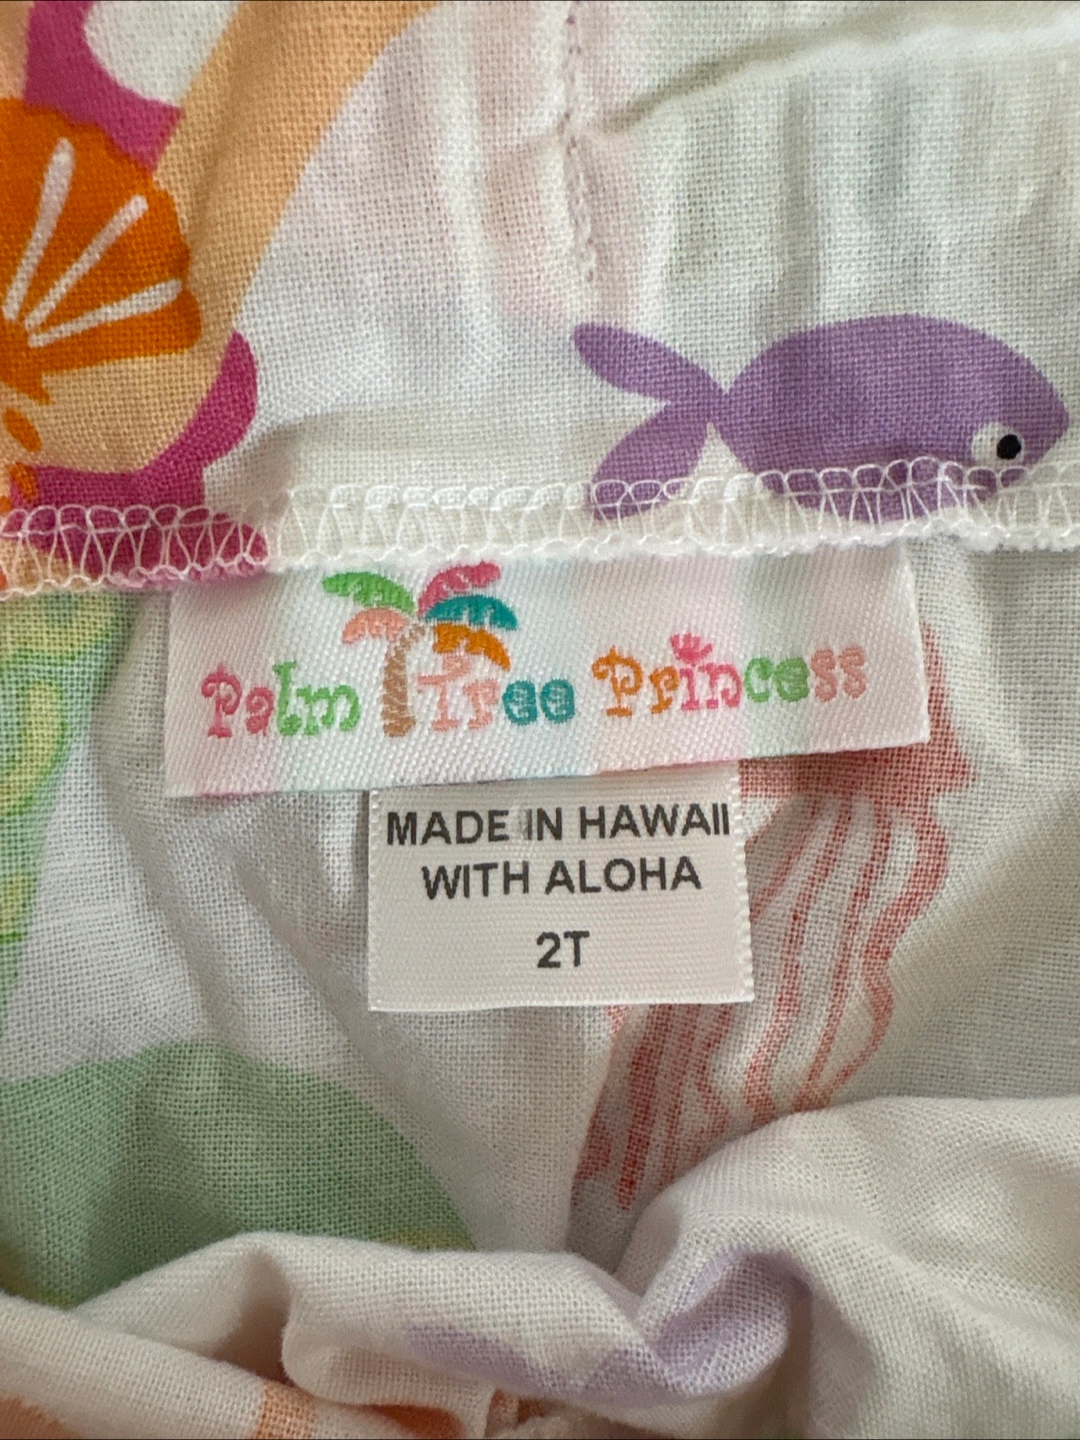 Palm Tree Princess
MADE IN HAWAII
WITH ALOHA
2T